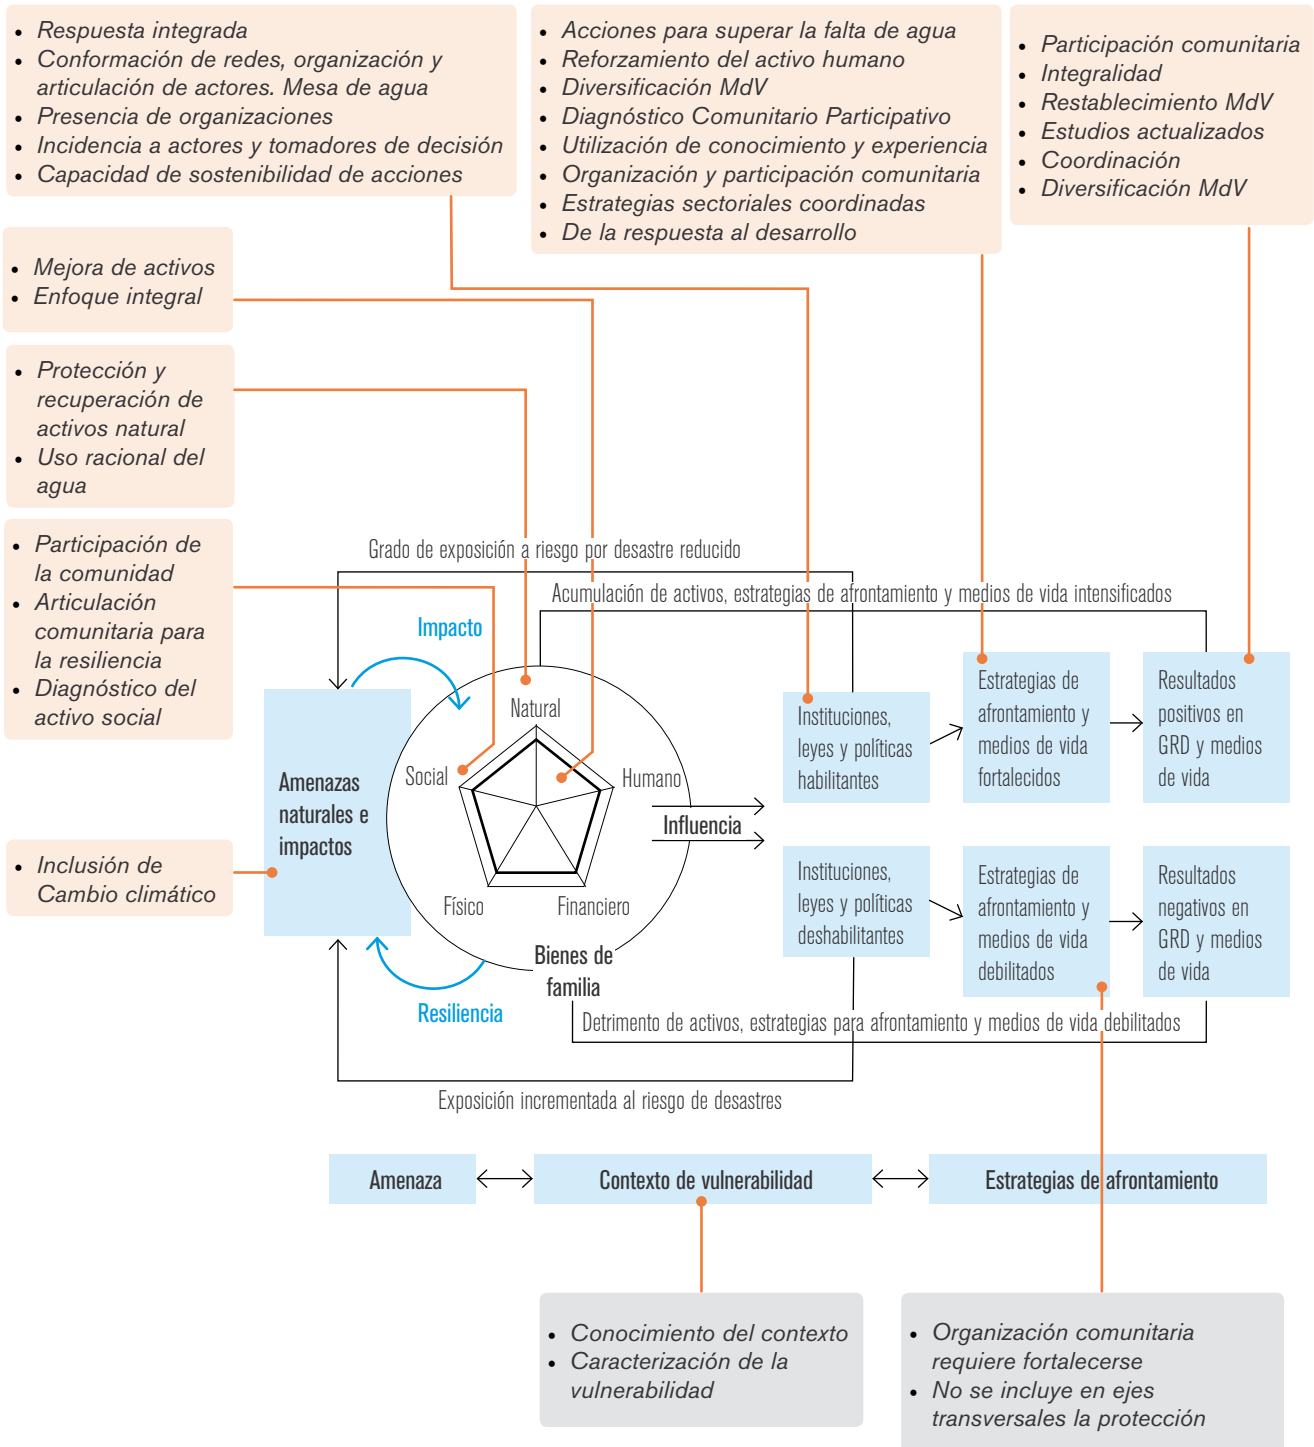 • Respuesta integrada
• Conformación de redes, organización y
articulación de actores. Mesa de agua
• Presencia de organizaciones
• Incidencia a actores y tomadores de decisión
• Capacidad de sostenibilidad de acciones
• Acciones para superar la falta de agua
• Reforzamiento del activo humano
• Diversificación MdV
• Diagnóstico Comunitario Participativo
• Utilización de conocimiento y experiencia
• Organización y participación comunitaria
• Estrategias sectoriales coordinadas
• De la respuesta al desarrollo
• Participación comunitaria
• Integralidad
• Restablecimiento MdV
• Estudios actualizados
• Coordinación
• Diversificación MdV
• Mejora de activos
• Enfoque integral
• Protección y
recuperación de
activos natural
• Uso racional del
agua
• Participación de
la comunidad
• Articulación
comunitaria para
la resiliencia
• Diagnóstico del
activo social
• Inclusión de
Cambio climático
Grado de exposición a riesgo por desastre reducido
Acumulación de activos, estrategias de afrontamiento y medios de vida intensificados
Impacto
Amenazas
naturales e
impactos
Natural
Social
Humano
Físico
Financiero
Bienes de
familia
Resiliencia
Influencia
Instituciones,
leyes y políticas
habilitantes
Estrategias de
afrontamiento y
medios de vida
fortalecidos
Resultados
positivos en
GRD y medios
de vida
Instituciones,
leyes y políticas
deshabilitantes
Estrategias de
afrontamiento y
medios de vida
debilitados
Resultados
negativos en
GRD y medios
de vida
Detrimento de activos, estrategias para afrontamiento y medios de vida debilitados
Exposición incrementada al riesgo de desastres
Amenaza
Contexto de vulnerabilidad
Estrategias de afrontamiento
• Conocimiento del contexto
• Caracterización de la
vulnerabilidad
• Organización comunitaria
requiere fortalecerse
• No se incluye en ejes
transversales la protección